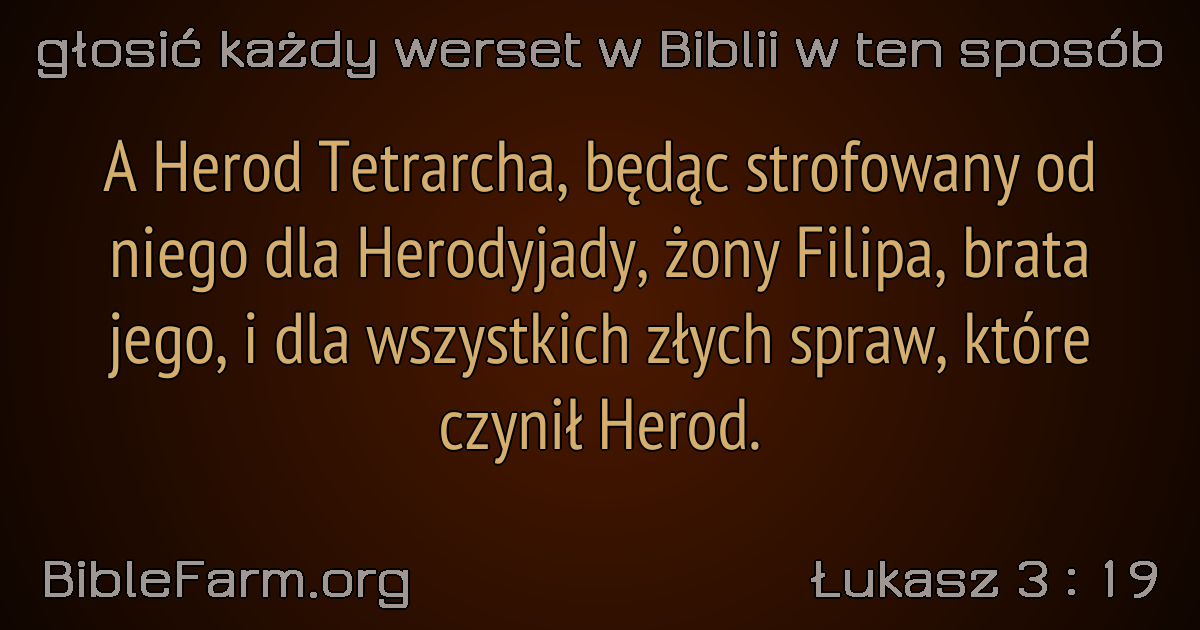 głosić każdy werset w Biblii w ten sposób
A Herod Tetrarcha, będąc strofowany od
niego dla Herodyjady, żony Filipa, brata
jego, i dla wszystkich złych spraw, które
czynił Herod.
BibleFarm.org
Łukasz 3 : 19